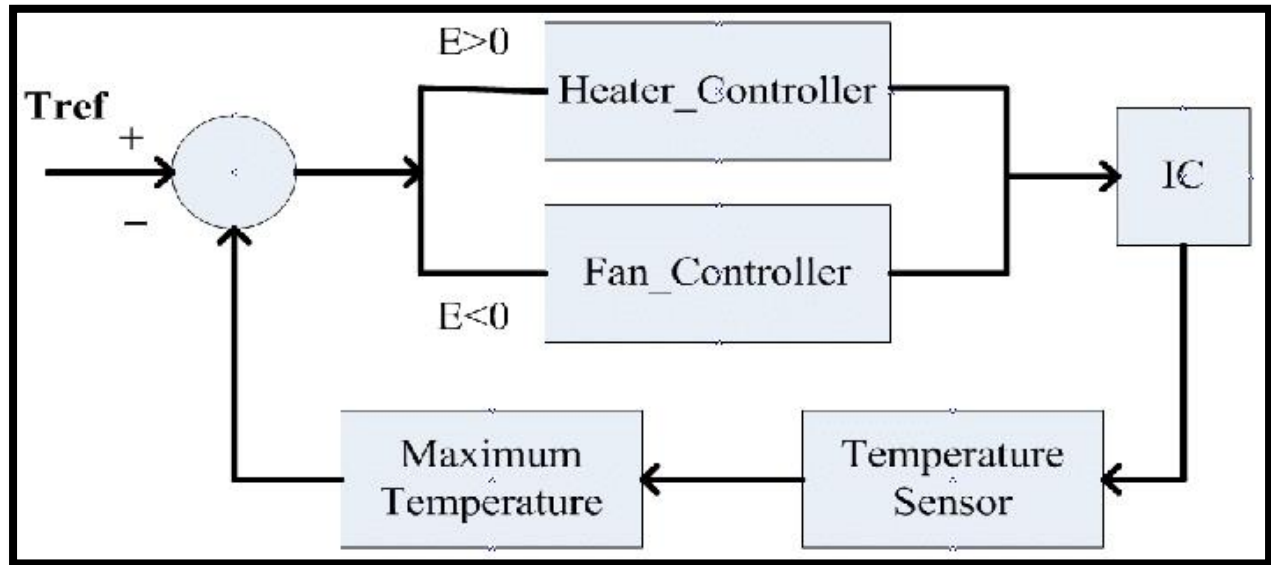 E>0
Heater_Controller
Tref
+
IC
−
Fan_Controller
E<0
Maximum
Temperature
Temperature
Sensor